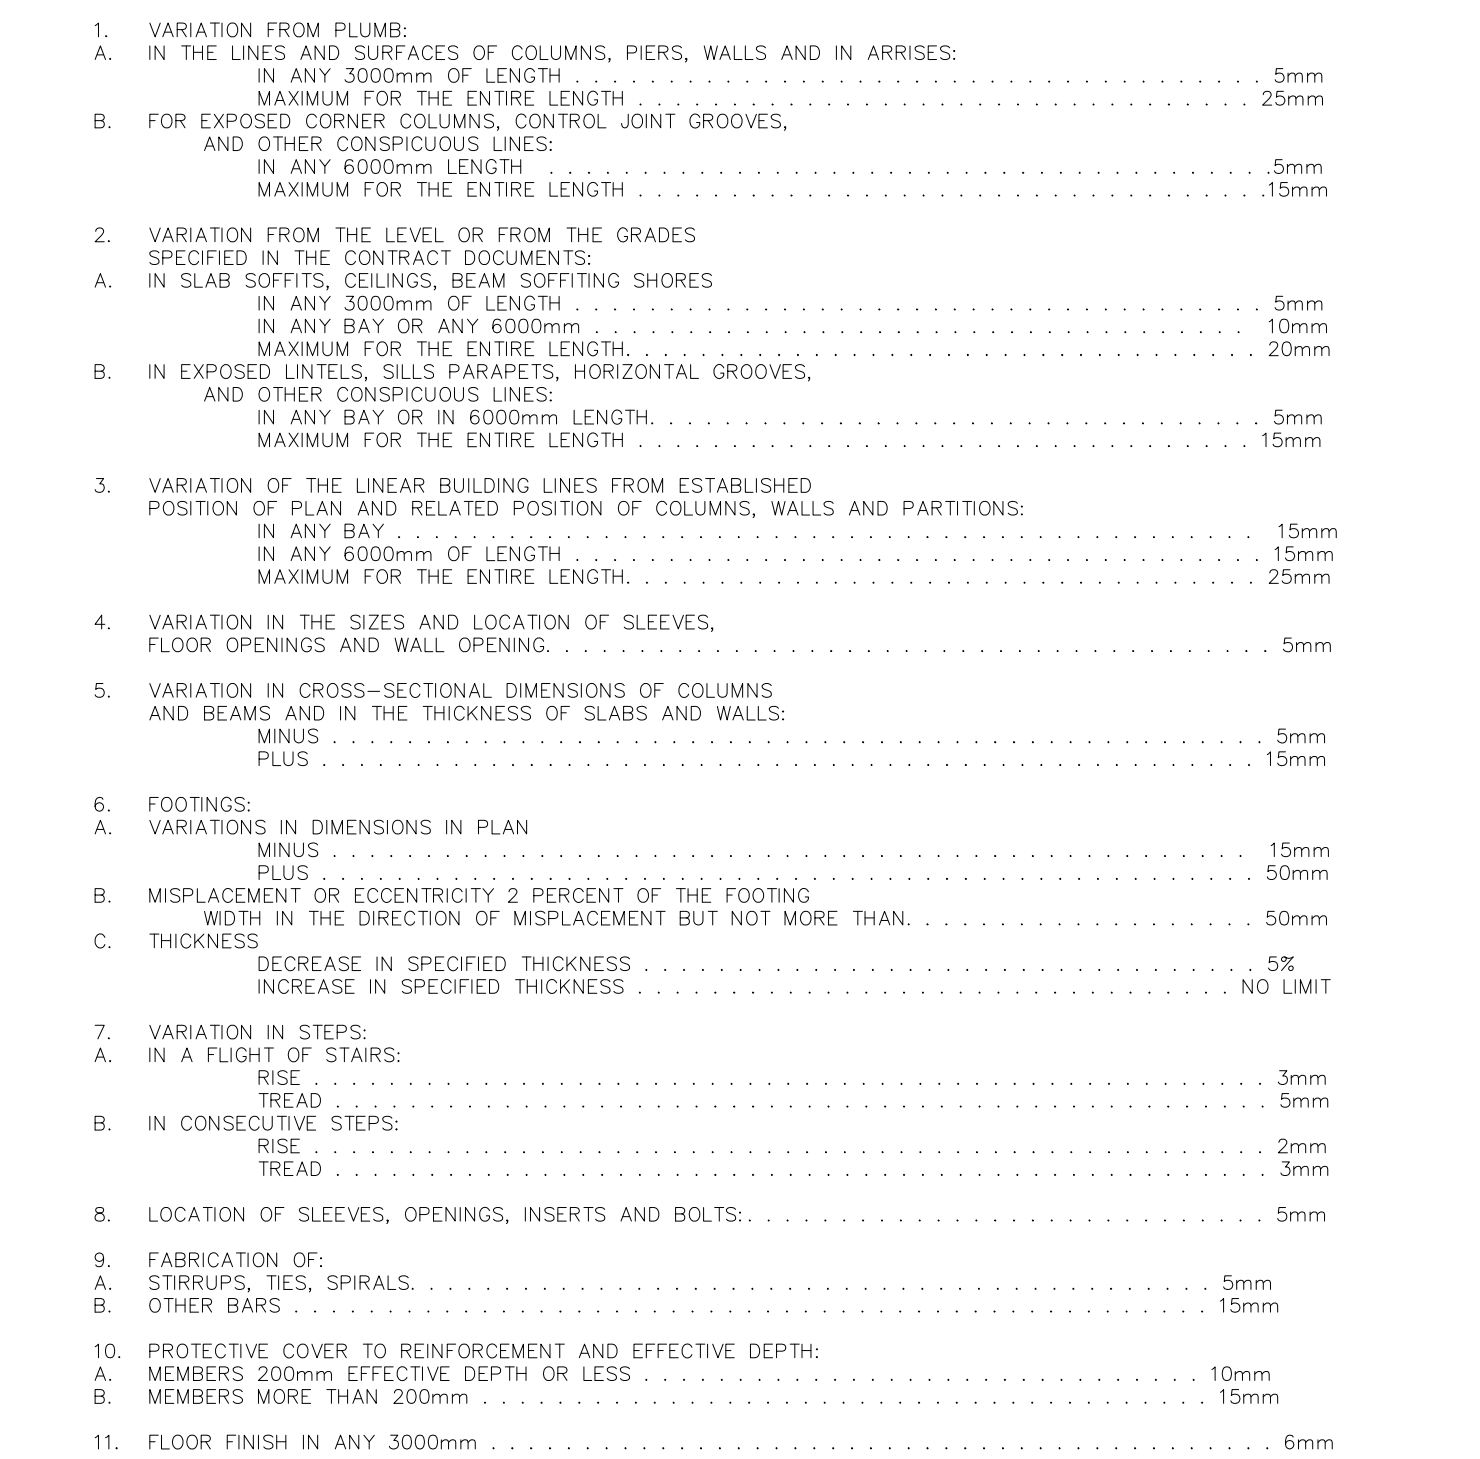 1. VARIATION FROM PLUMB:
A. IN THE LINES AND SURFACES OF COLUMNS, PIERS, WALLS AND IN ARRISES:
IN ANY 3000mm OF LENGTH . . . . . . . . . . . . . . . . . . . . 5mm
MAXIMUM FOR THE ENTIRE LENGTH . . . . . . . . . . . . . . . . . . . . 25mm
B. FOR EXPOSED CORNER COLUMNS, CONTROL JOINT GROOVES,
AND OTHER CONSPICUOUS LINES:
IN ANY 6000mm LENGTH . . . . . . . . . . . . . . . . . . . . .5mm
MAXIMUM FOR THE ENTIRE LENGTH . . . . . . . . . . . . . . . . . . . . .15mm
2. VARIATION FROM THE LEVEL OR FROM THE GRADES
SPECIFIED IN THE CONTRACT DOCUMENTS:
A. IN SLAB SOFFITS, CEILINGS, BEAM SOFFITING SHORES
IN ANY 3000mm OF LENGTH . . . . . . . . . . . . . . . . . . . . 5mm
IN ANY BAY OR ANY 6000mm . . . . . . . . . . . . . . . . . . . . 10mm
MAXIMUM FOR THE ENTIRE LENGTH. . . . . . . . . . . . . . . . . . . . 20mm
B. IN EXPOSED LINTELS, SILLS PARAPETS, HORIZONTAL GROOVES,
AND OTHER CONSPICUOUS LINES:
IN ANY BAY OR IN 6000mm LENGTH. . . . . . . . . . . . . . . . . . . . 5mm
MAXIMUM FOR THE ENTIRE LENGTH . . . . . . . . . . . . . . . . . . . . 15mm
3. VARIATION OF THE LINEAR BUILDING LINES FROM ESTABLISHED
POSITION OF PLAN AND RELATED POSITION OF COLUMNS, WALLS AND PARTITIONS:
IN ANY BAY . . . . . . . . . . . . . . . . . . . . 15mm
IN ANY 6000mm OF LENGTH . . . . . . . . . . . . . . . . . . . . 15mm
MAXIMUM FOR THE ENTIRE LENGTH. . . . . . . . . . . . . . . . . . . . 25mm
4. VARIATION IN THE SIZES AND LOCATION OF SLEEVES,
FLOOR OPENINGS AND WALL OPENING. . . . . . . . . . . . . . . . . . . . 5mm
5. VARIATION IN CROSS-SECTIONAL DIMENSIONS OF COLUMNS
AND BEAMS AND IN THE THICKNESS OF SLABS AND WALLS:
MINUS . . . . . . . . . . . . . . . . . . . . 5mm
PLUS . . . . . . . . . . . . . . . . . . . . 15mm
6. FOOTINGS:
A. VARIATIONS IN DIMENSIONS IN PLAN
MINUS . . . . . . . . . . . . . . . . . . . . 15mm
PLUS . . . . . . . . . . . . . . . . . . . . 50mm
B. MISPLACEMENT OR ECCENTRICITY 2 PERCENT OF THE FOOTING
WIDTH IN THE DIRECTION OF MISPLACEMENT BUT NOT MORE THAN. . . . . . . . . . . . . . . . . . . 50mm
C. THICKNESS
DECREASE IN SPECIFIED THICKNESS . . . . . . . . . . . . . . . . . . . . 5%
INCREASE IN SPECIFIED THICKNESS . . . . . . . . . . . . . . . . . . . . NO LIMIT
7. VARIATION IN STEPS:
A. IN A FLIGHT OF STAIRS:
RISE . . . . . . . . . . . . . . . . . . . . 3mm
TREAD . . . . . . . . . . . . . . . . . . . . 5mm
B. IN CONSECUTIVE STEPS:
RISE . . . . . . . . . . . . . . . . . . . . 2mm
TREAD . . . . . . . . . . . . . . . . . . . . 3mm
8. LOCATION OF SLEEVES, OPENINGS, INSERTS AND BOLTS:. . . . . . . . . . . . . . . . . . . . 5mm
9. FABRICATION OF:
A. STIRRUPS, TIES, SPIRALS. . . . . . . . . . . . . . . . . . . . 5mm
B. OTHER BARS . . . . . . . . . . . . . . . . . . . . 15mm
10. PROTECTIVE COVER TO REINFORCEMENT AND EFFECTIVE DEPTH:
A. MEMBERS 200mm EFFECTIVE DEPTH OR LESS . . . . . . . . . . . . . . . . . . . . 10mm
B. MEMBERS MORE THAN 200mm . . . . . . . . . . . . . . . . . . . . 15mm
11. FLOOR FINISH IN ANY 3000mm . . . . . . . . . . . . . . . . . . . . 6mm